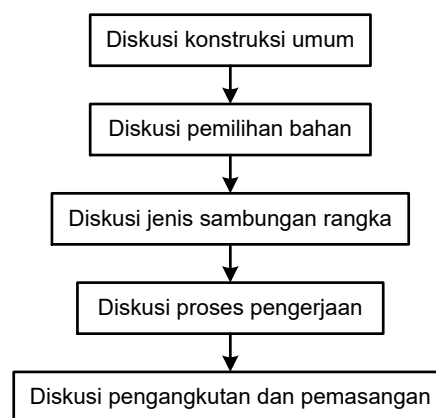 Diskusi konstruksi umum
Diskusi pemilihan bahan
Diskusi jenis sambungan rangka
Diskusi proses pengerjaan
Diskusi pengangkutan dan pemasangan